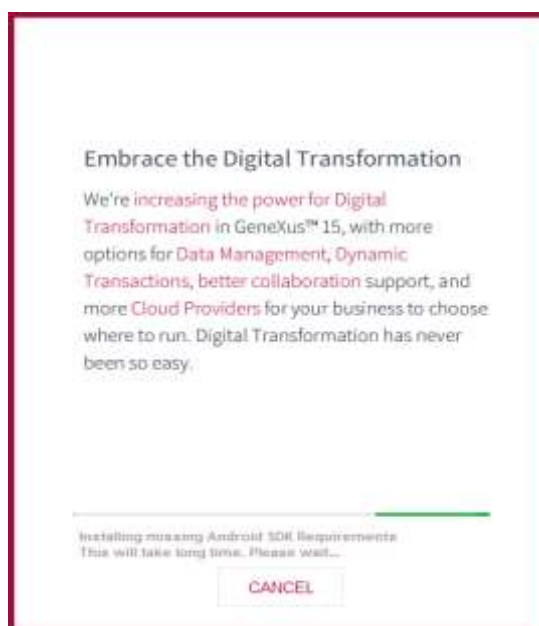 Embrace the Digital Transformation
We're increasing the power for Digital
Transformation in GeneXus™ 15, with more
options for Data Management, Dynamic
Transactions, better collaboration support, and
more Cloud Providers for your business to choose
where to run. Digital Transformation has never
been so easy.
Installing missing Android SDK Requirements
This will take long time. Please wait...
CANCEL